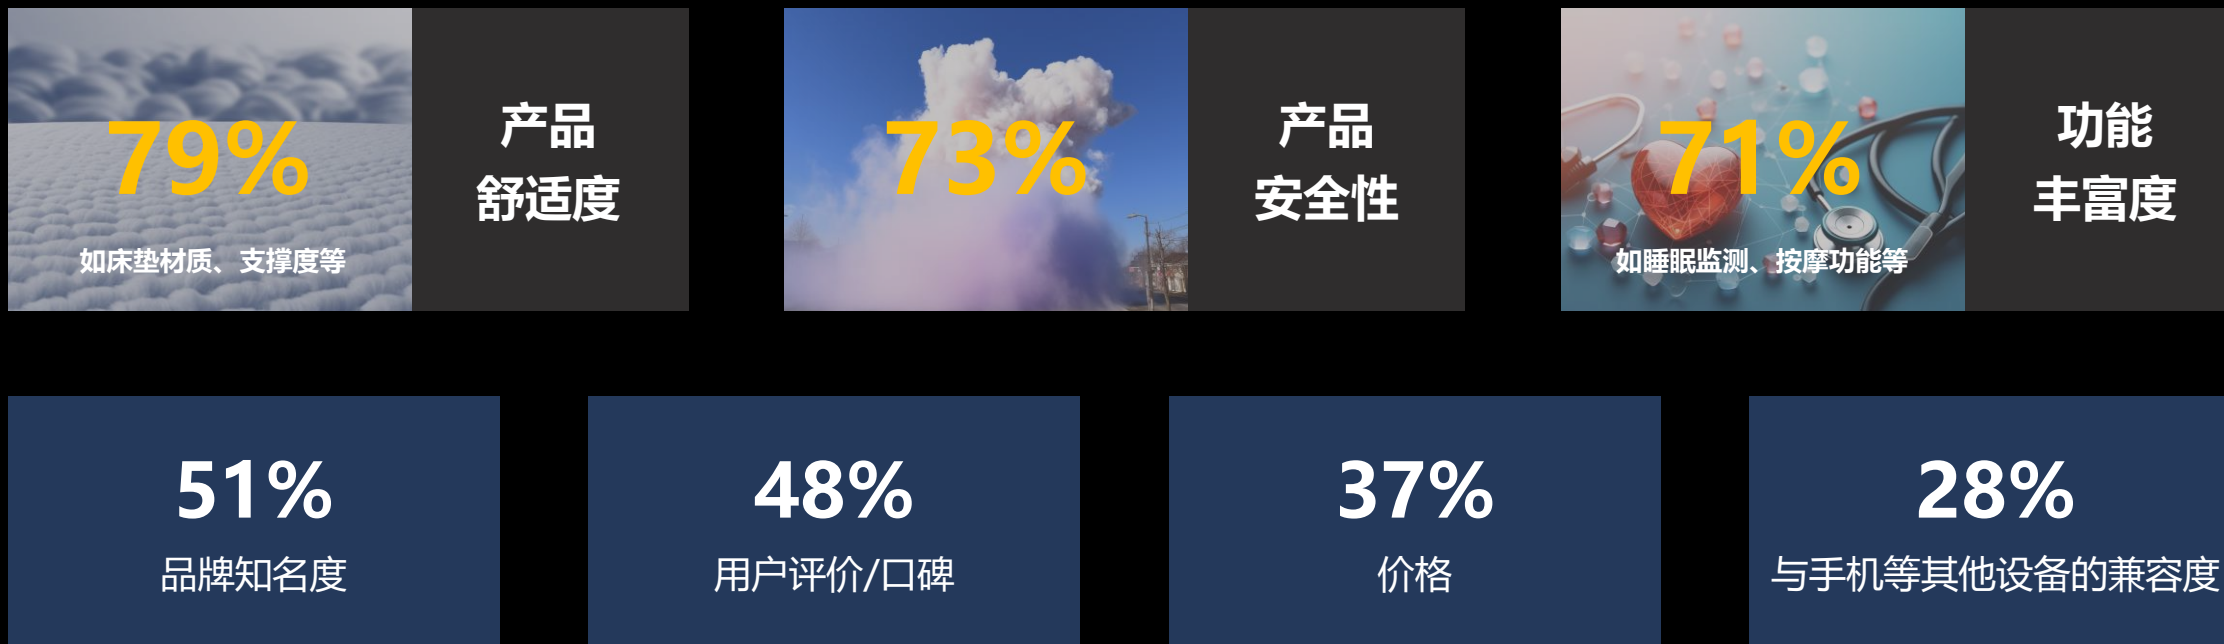 79%
如床垫材质、支撑度等
产品
舒适度
73%
产品
安全性
71%
如睡眠监测、按摩功能等
功能
丰富度
51%
品牌知名度
48%
用户评价/口碑
37%
价格
28%
与手机等其他设备的兼容度